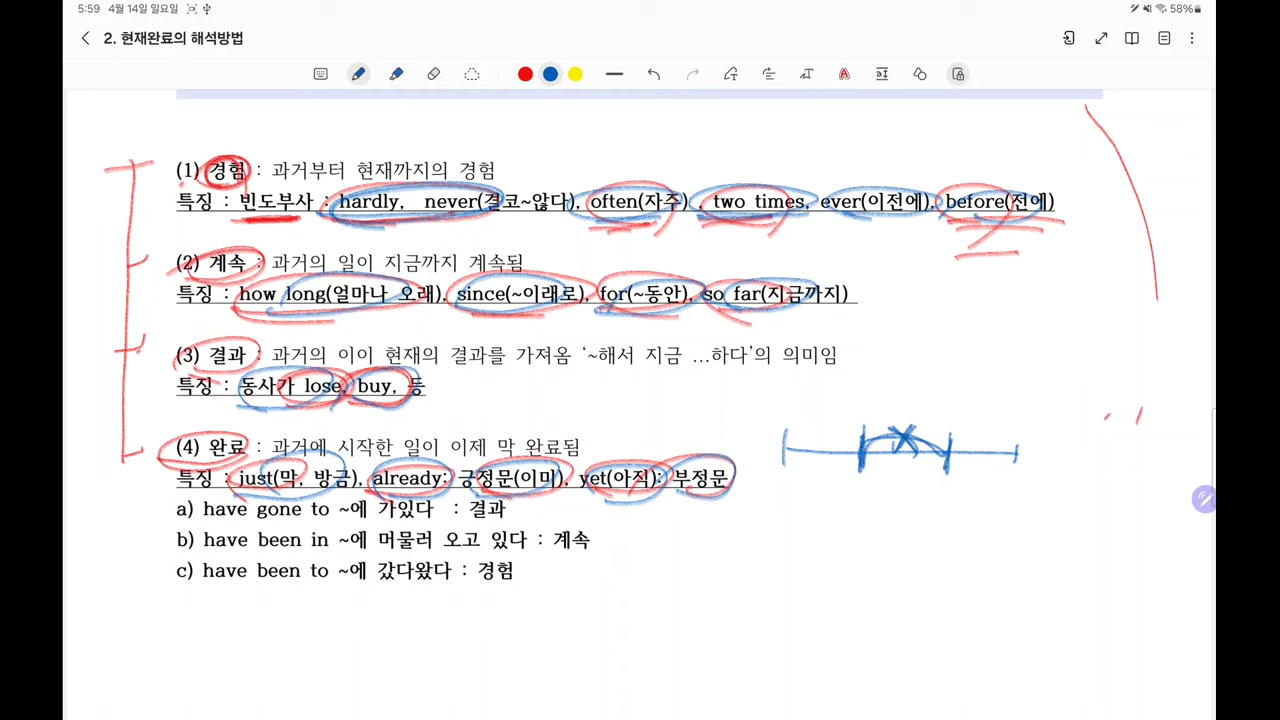 5:59 4월 14일 일요일 58%
2. 현재완료의 해석방법
(1) 경험 : 과거부터 현재까지의 경험
특징 : 빈도부사 : hardly, never(결코~않다), often(자주) , two times, ever(이전에), before(전에)
(2) 계속 : 과거의 일이 지금까지 계속됨
특징 : how long(얼마나 오래), since(~이래로), for(~동안), so far(지금까지)
(3) 결과 : 과거의 이이 현재의 결과를 가져옴 '~해서 지금 ...하다'의 의미임
특징 : 동사가 lose, buy, 등
(4) 완료 : 과거에 시작한 일이 이제 막 완료됨
특징 : just(막, 방금), already: 긍정문(이미), yet(아직): 부정문
a) have gone to ~에 가있다 : 결과
b) have been in ~에 머물러 오고 있다 : 계속
c) have been to ~에 갔다왔다 : 경험